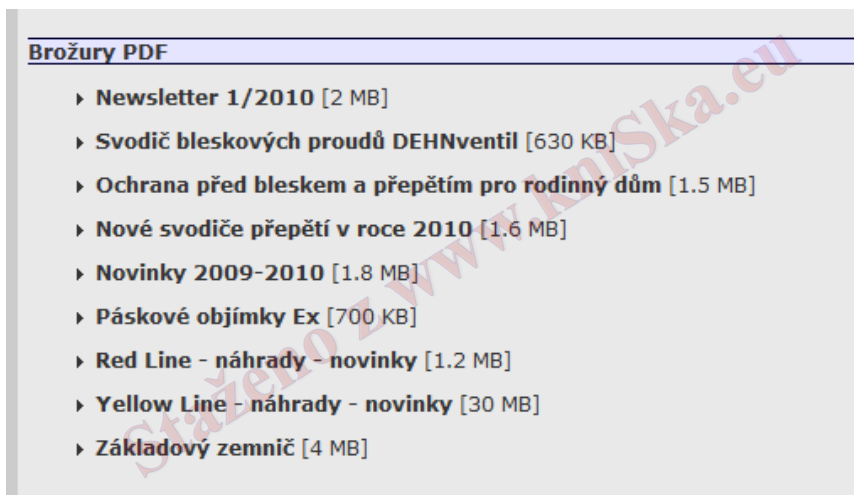 Brožury PDF
Newsletter 1/2010 [2 MB]
Svodič bleskových proudů DEHNventil [630 KB]
Ochrana před bleskem a přepětím pro rodinný dům [1.5 MB]
Nové svodiče přepětí v roce 2010 [1.6 MB]
Novinky 2009-2010 [1.8 MB]
Páskové objímky Ex [700 KB]
Red Line - náhrady - novinky [1.2 MB]
Yellow Line - náhrady - novinky [30 MB]
Základový zemnič [4 MB]
Staženo z www.kniSka.eu